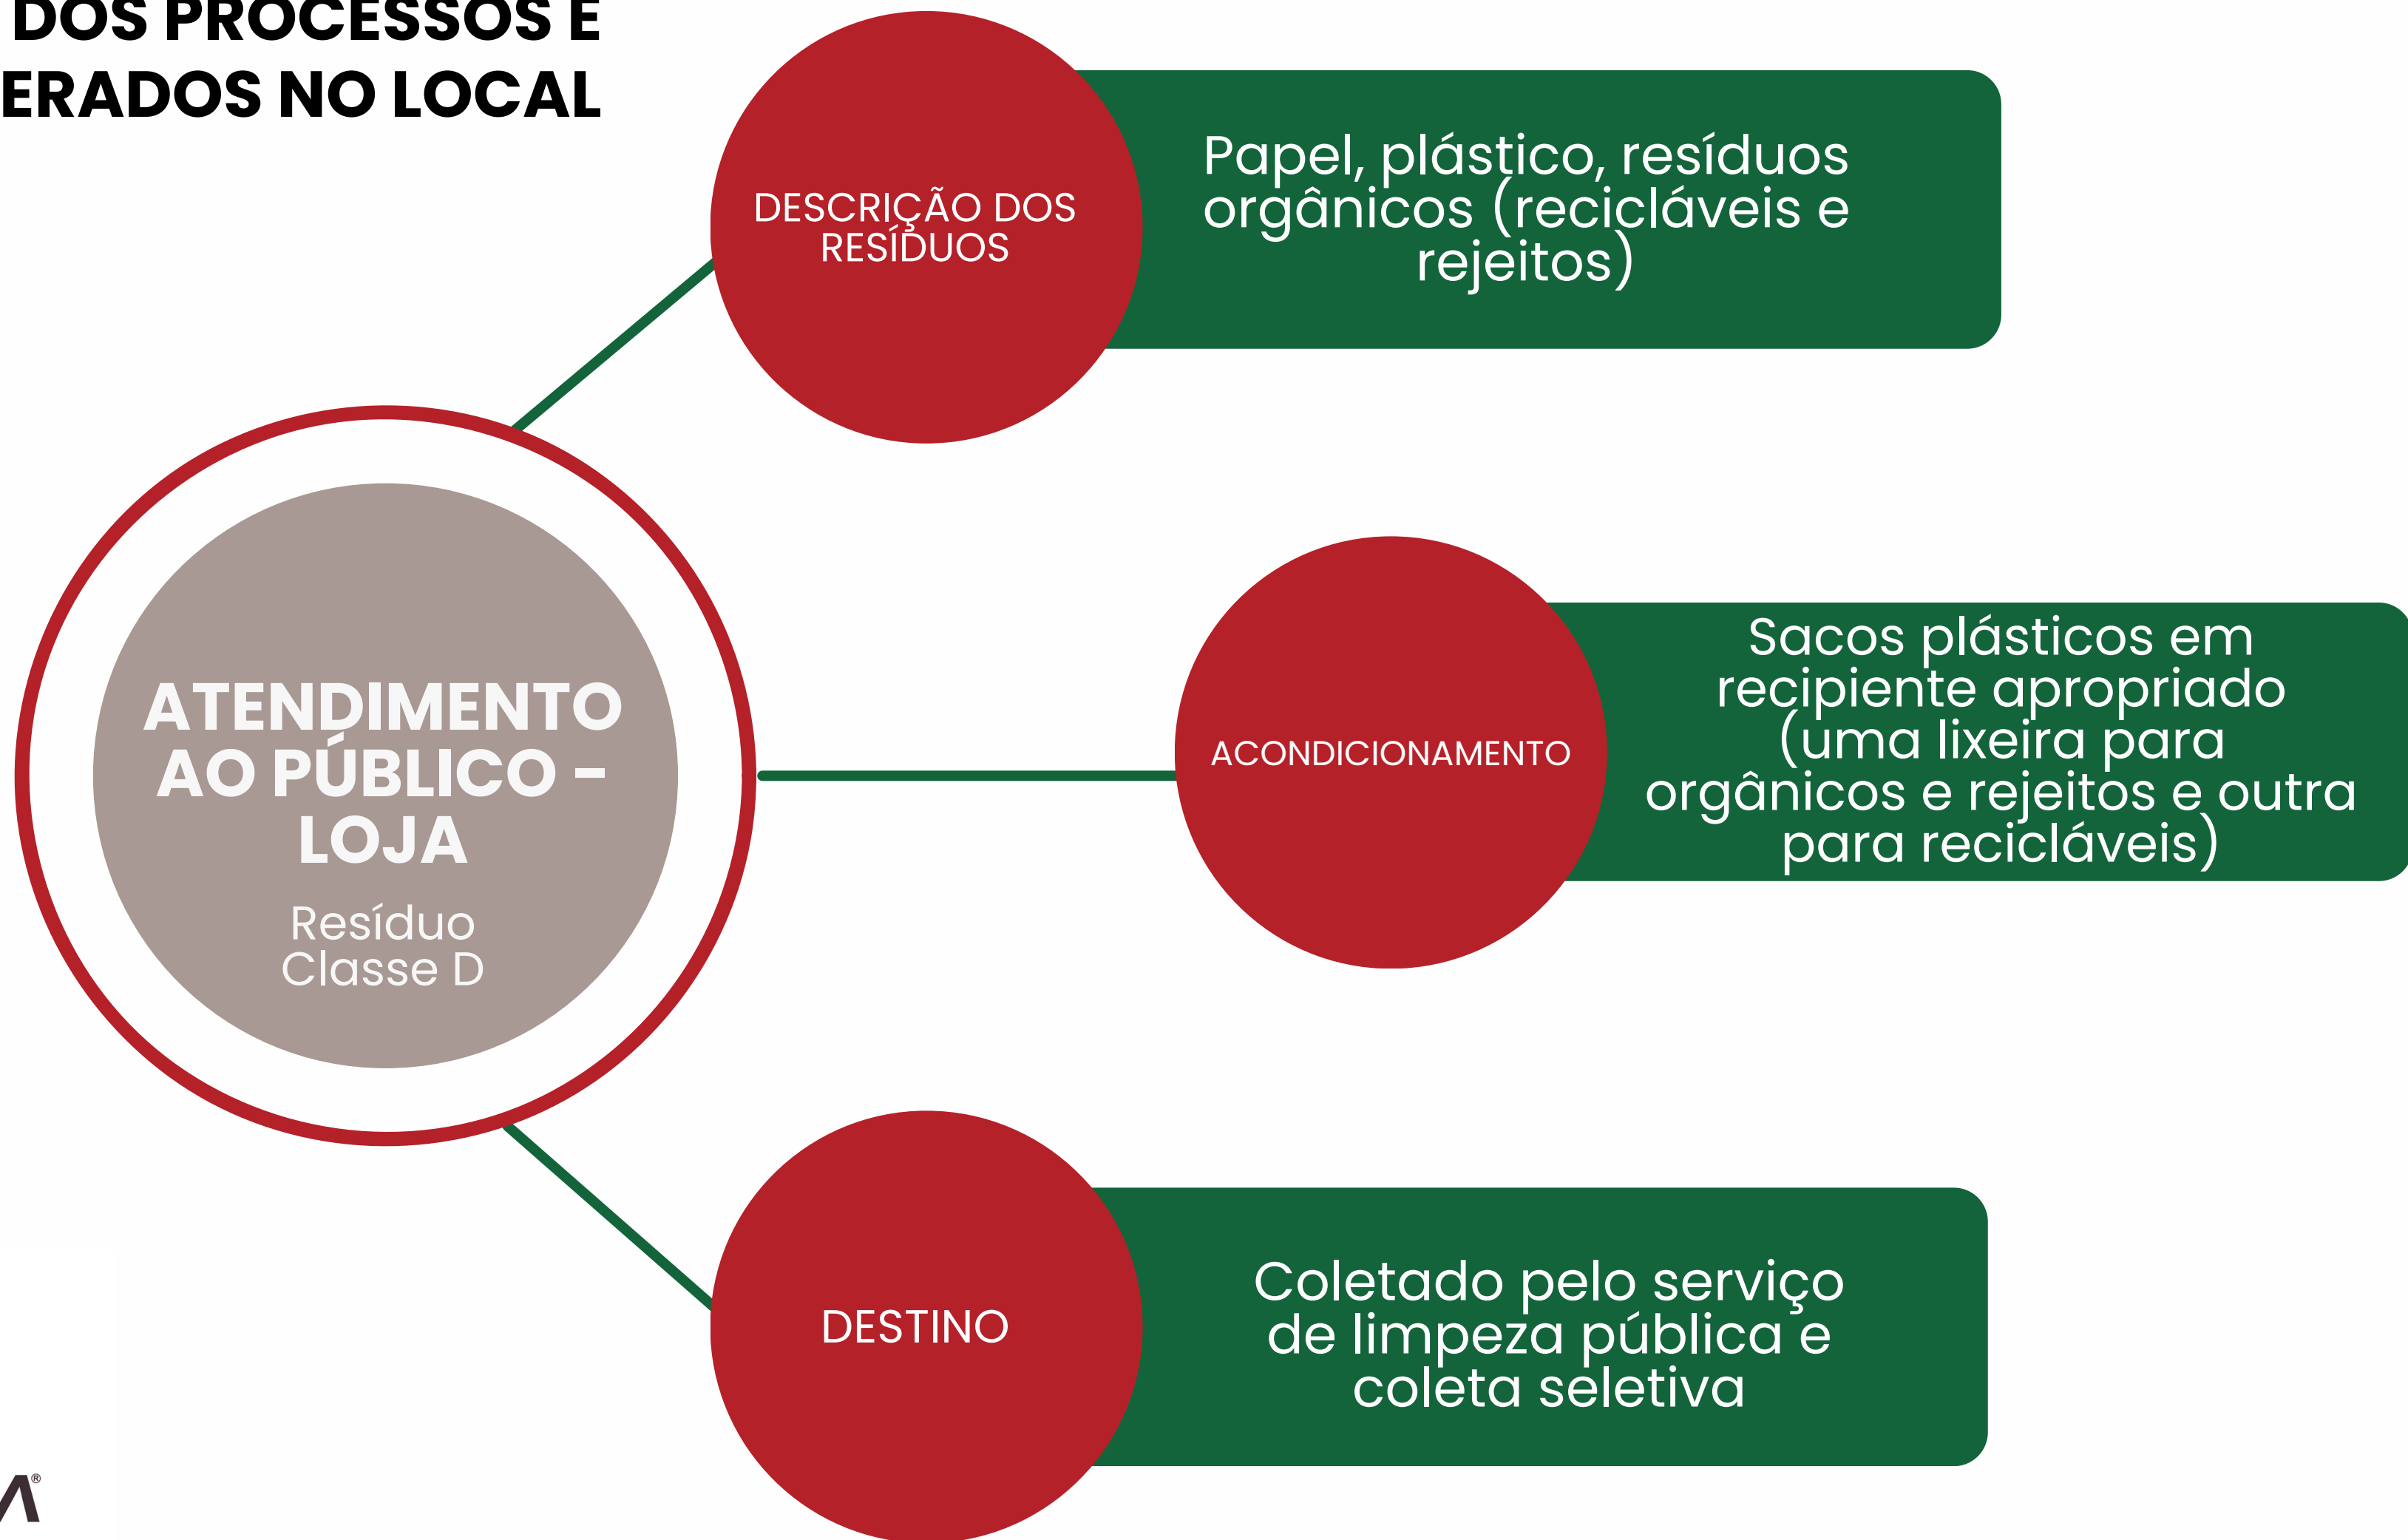 DOS PROCESSOS E
ERADOS NO LOCAL
DESCRIÇÃO DOS
RESÍDUOS
Papel, plástico, resíduos
orgânicos (recicláveis e
rejeitos)
ATENDIMENTO
AO PÚBLICO -
LOJA
Resíduo
Classe D
ACONDICIONAMENTO
Sacos plásticos em
recipiente apropriado
(uma lixeira para
orgânicos e rejeitos e outra
para recicláveis)
DESTINO
Coletado pelo serviço
de limpeza pública e
coleta seletiva
®